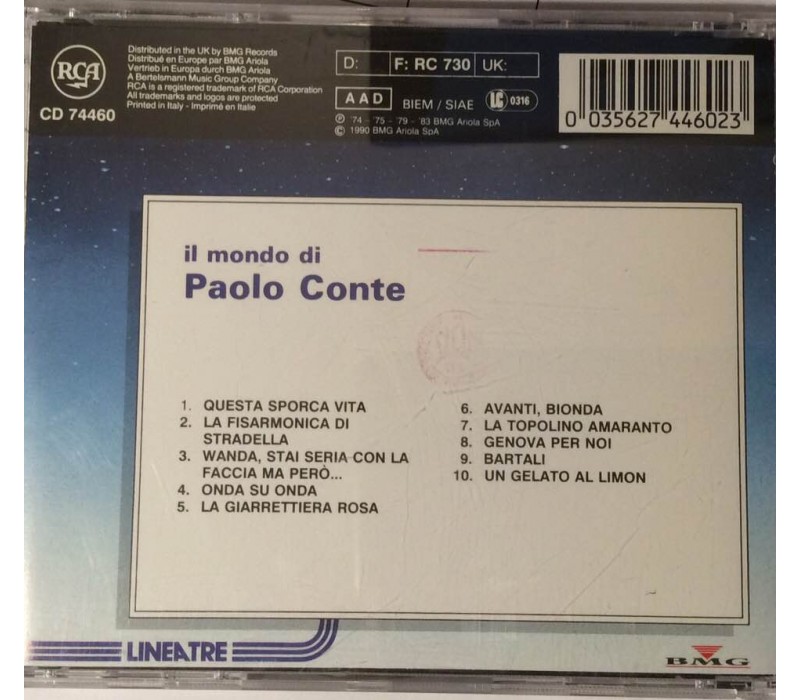 RCA
CD 74460
Distributed in the UK by BMG Records
Distribué en Europe par BMG Ariola
Vertrieb in Europa durch BMG Ariola
A Bertelsmann Music Group Company
RCA is a registered trademark of RCA Corporation
All trademarks and logos are protected
Printed in Italy - Imprimé en Italie
D: F: RC 730 UK:
AAD BIEM / SIAE LC 0316
℗ '74 - '75 - '79 - '83 BMG Ariola SpA
© 1990 BMG Ariola SpA
0 035627 446023
il mondo di
Paolo Conte
1. QUESTA SPORCA VITA
2. LA FISARMONICA DI
STRADELLA
3. WANDA, STAI SERIA CON LA
FACCIA MA PERÒ...
4. ONDA SU ONDA
5. LA GIARRETTIERA ROSA
6. AVANTI, BIONDA
7. LA TOPOLINO AMARANTO
8. GENOVA PER NOI
9. BARTALI
10. UN GELATO AL LIMON
LINEATRE
BMG